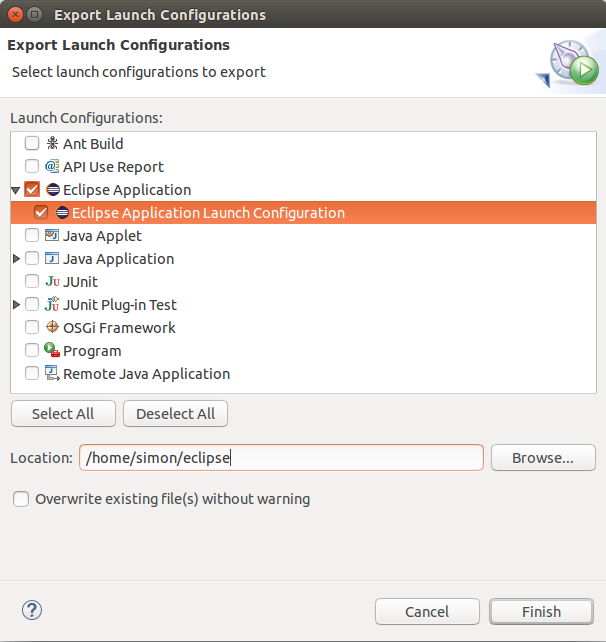 Export Launch Configurations
Export Launch Configurations
Select launch configurations to export
Launch Configurations:
Ant Build
API Use Report
Eclipse Application
Eclipse Application Launch Configuration
Java Applet
Java Application
JUnit
JUnit Plug-in Test
OSGi Framework
Program
Remote Java Application
Select All Deselect All
Location: /home/simon/eclipse Browse...
Overwrite existing file(s) without warning
? Cancel Finish